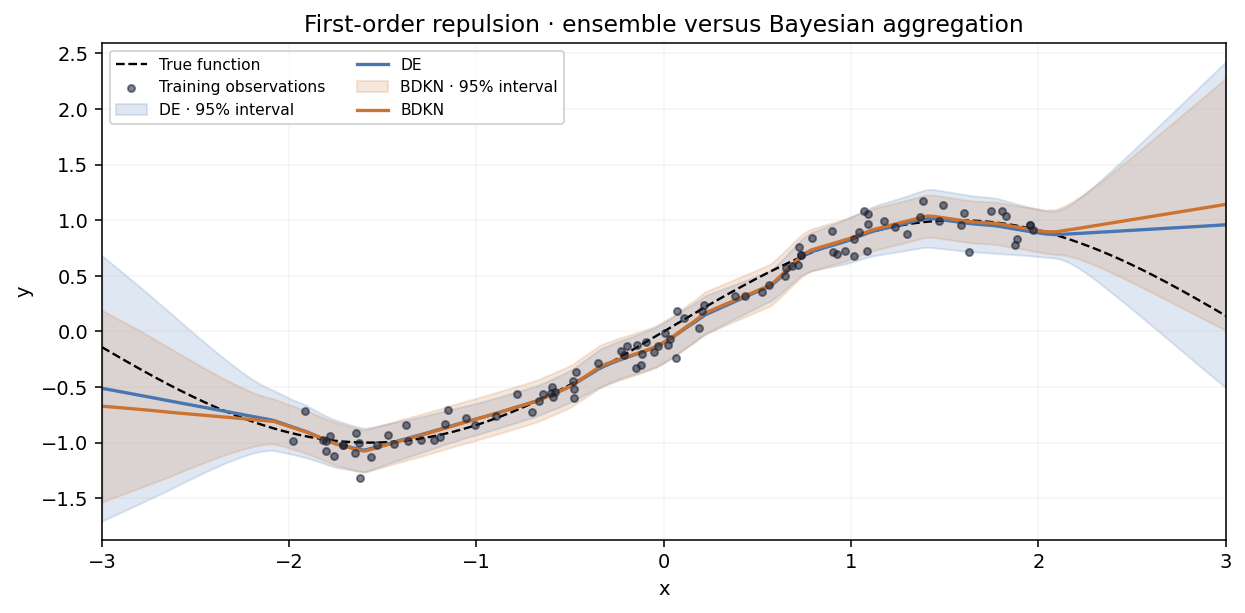 First-order repulsion · ensemble versus Bayesian aggregation
True function
Training observations
DE · 95% interval
DE
BDKN · 95% interval
BDKN
y
2.5
2.0
1.5
1.0
0.5
0.0
−0.5
−1.0
−1.5
−3 −2 −1 0 1 2 3
x